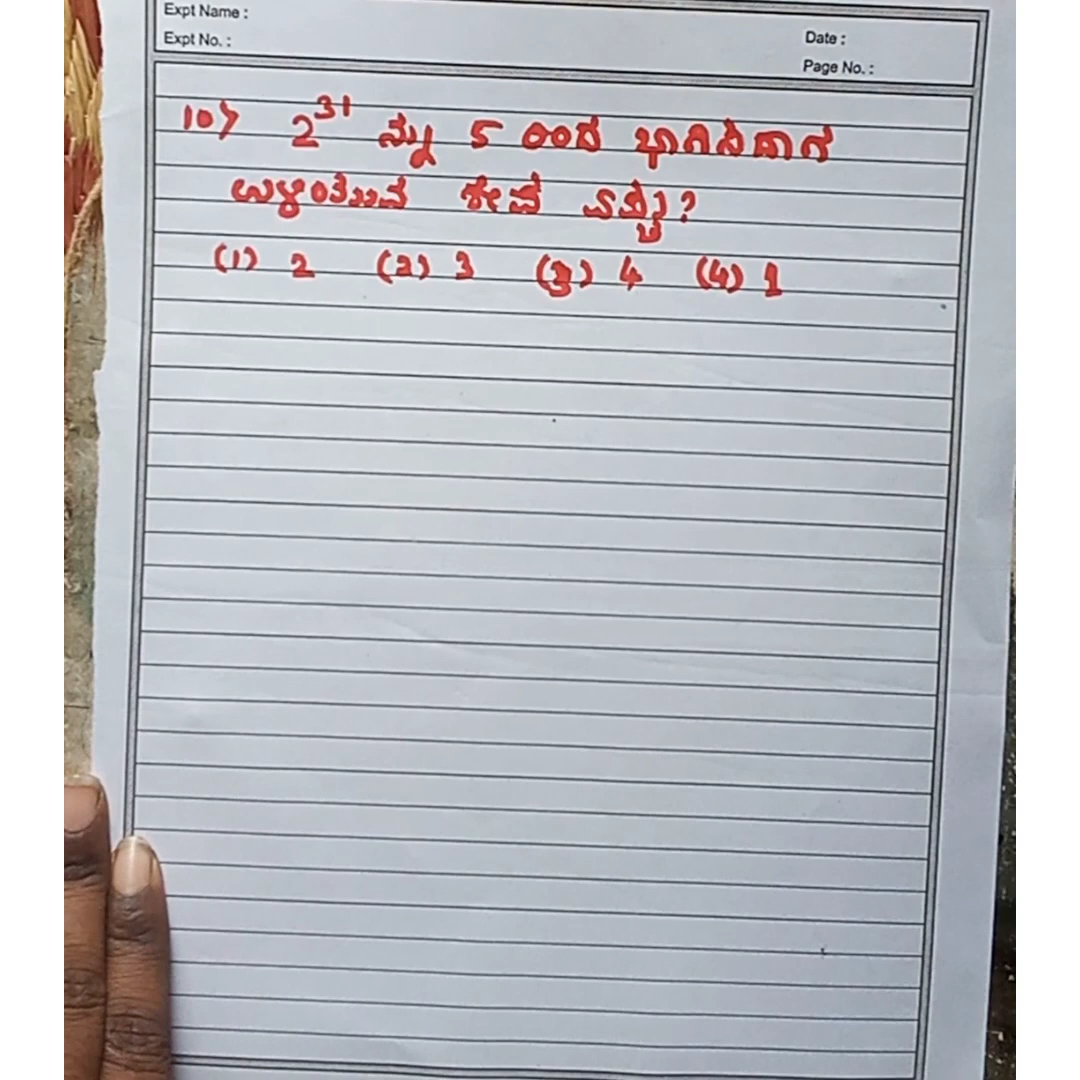 Expt Name :
Expt No. :
Date :
Page No. :
10> 2³¹ ನ್ನು 5 ರಿಂದ ಭಾಗಿಸಿದಾಗ
ಉಳಿಯುವ ಶೇಷ ಎಷ್ಟು?
(1) 2 (2) 3 (3) 4 (4) 1